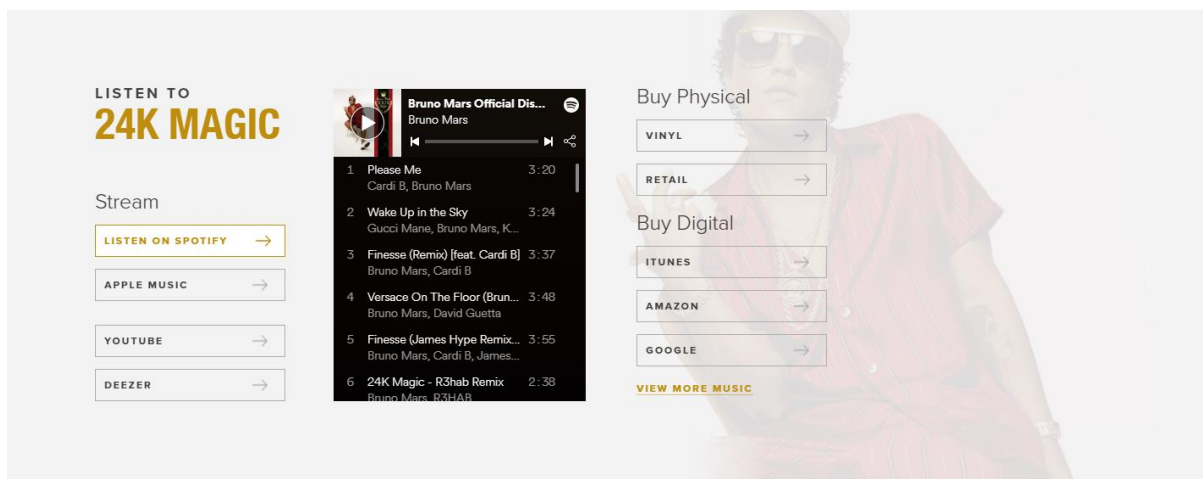 LISTEN TO
24K MAGIC
Stream
LISTEN ON SPOTIFY
APPLE MUSIC
YOUTUBE
DEEZER
Bruno Mars Official Dis...
Bruno Mars
1 Please Me 3:20
Cardi B, Bruno Mars
2 Wake Up in the Sky 3:24
Gucci Mane, Bruno Mars, K...
3 Finesse (Remix) [feat. Cardi B] 3:37
Bruno Mars, Cardi B
4 Versace On The Floor (Brun... 3:48
Bruno Mars, David Guetta
5 Finesse (James Hype Remix... 3:55
Bruno Mars, Cardi B, James...
6 24K Magic - R3hab Remix 2:38
Bruno Mars, R3HAB
Buy Physical
VINYL
RETAIL
Buy Digital
ITUNES
AMAZON
GOOGLE
VIEW MORE MUSIC